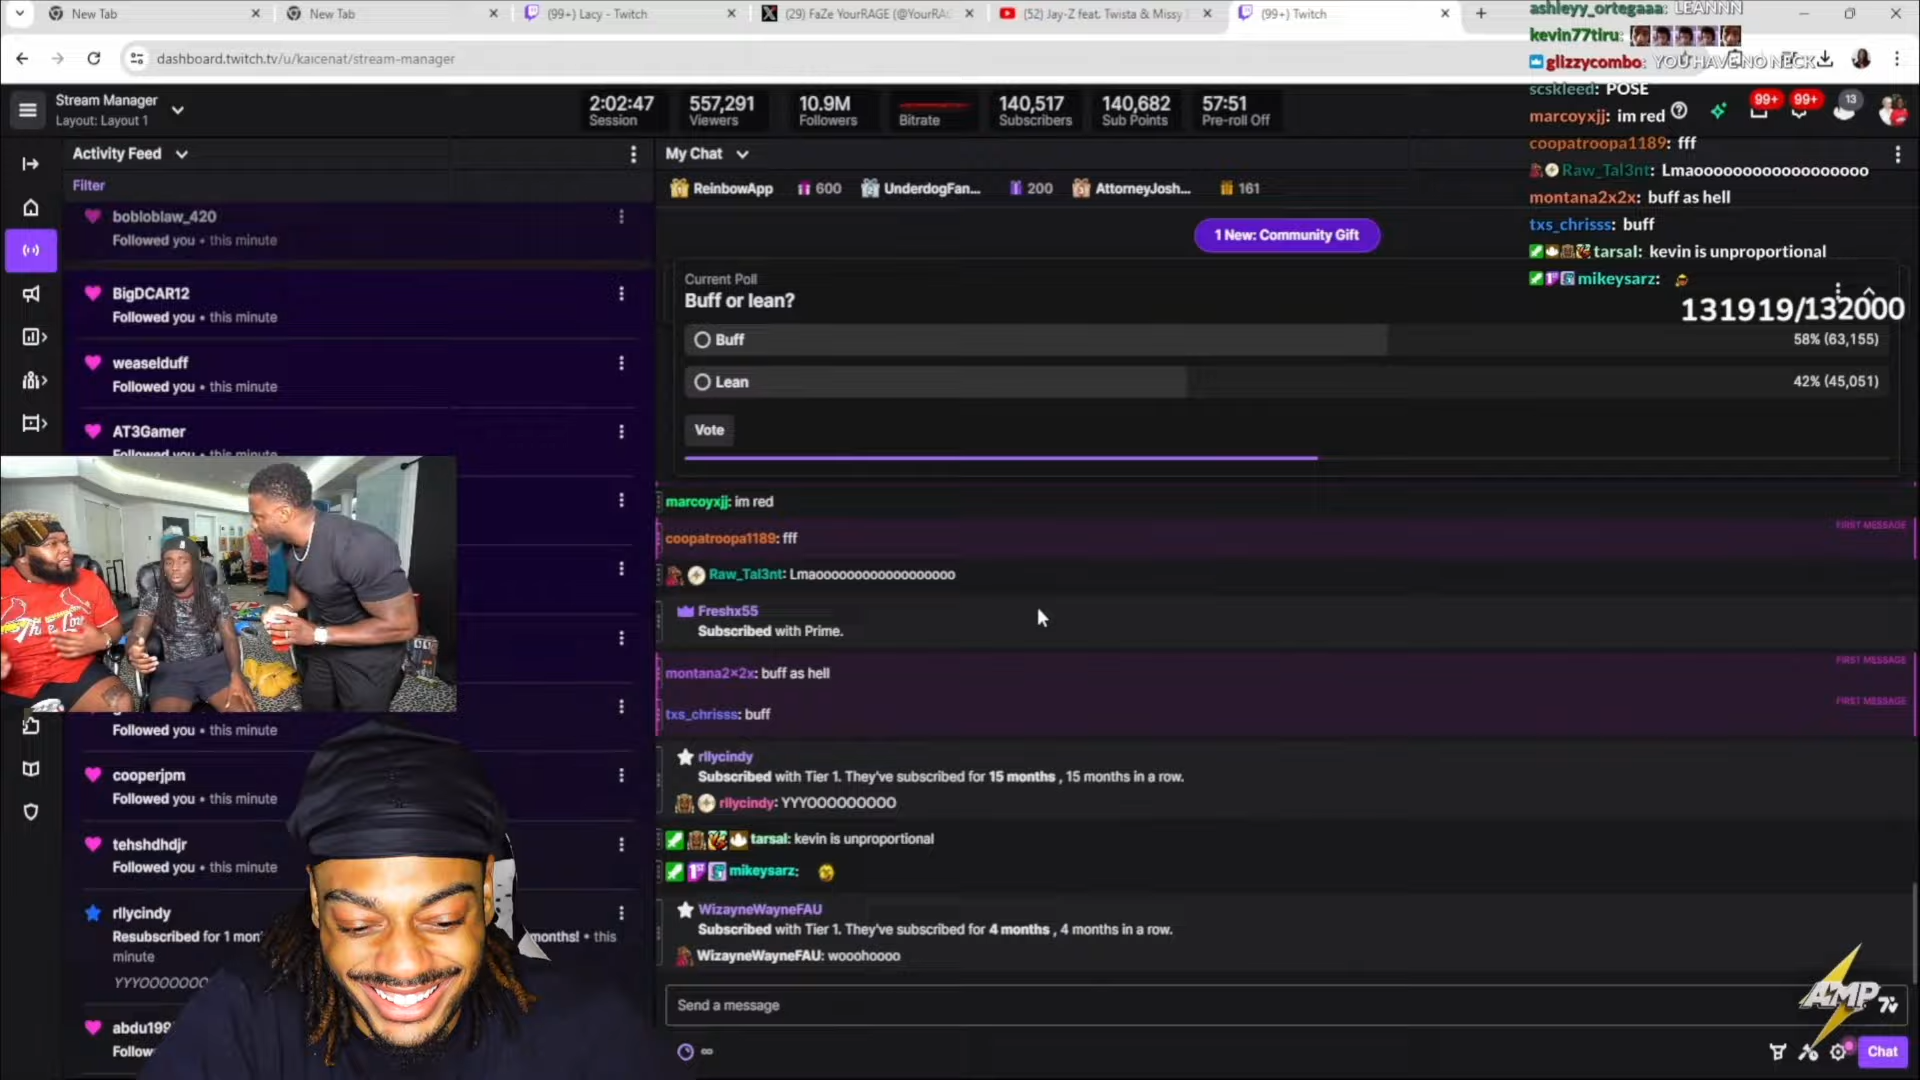 New Tab
New Tab
(99+) Lacy - Twitch
(29) FaZe YourRAGE (@YourRA
(52) Jay-Z feat. Twista & Missy
(99+) Twitch
dashboard.twitch.tv/u/kaicenat/stream-manager
ashleyy_ortegaaa: LEANNN
kevin77tiru:
glizzycombo: YOU HAVE NO NECK
scskleed: POSE
marcoyxjj: im red
coopatroopa1189: fff
Raw_Tal3nt: Lmaooooooooooooooooo
montana2x2x: buff as hell
txs_chrisss: buff
tarsal: kevin is unproportional
mikeysarz:
131919/132000
Stream Manager
Layout: Layout 1
2:02:47
Session
557,291
Viewers
10.9M
Followers
Bitrate
140,517
Subscribers
140,682
Sub Points
57:51
Pre-roll Off
99+
99+
13
Activity Feed
Filter
bobloblaw_420
Followed you • this minute
BigDCAR12
Followed you • this minute
weaselduff
Followed you • this minute
AT3Gamer
Followed you • this minute
Followed you • this minute
cooperjpm
Followed you • this minute
tehshdhdjr
Followed you • this minute
rllycindy
Resubscribed for 1 mon
months! • this
minute
YYYOOOOOOO
abdu199
Follow
My Chat
ReinbowApp 600 UnderdogFan... 200 AttorneyJosh... 161
1 New: Community Gift
Current Poll
Buff or lean?
Buff 58% (63,155)
Lean 42% (45,051)
Vote
marcoyxjj: im red
FIRST MESSAGE
coopatroopa1189: fff
Raw_Tal3nt: Lmaooooooooooooooooo
Freshx55
Subscribed with Prime.
FIRST MESSAGE
montana2x2x: buff as hell
FIRST MESSAGE
txs_chrisss: buff
rllycindy
Subscribed with Tier 1. They've subscribed for 15 months , 15 months in a row.
rllycindy: YYYOOOOOOOOO
tarsal: kevin is unproportional
mikeysarz:
WizayneWayneFAU
Subscribed with Tier 1. They've subscribed for 4 months , 4 months in a row.
WizayneWayneFAU: wooohoooo
Send a message
AMP
Chat